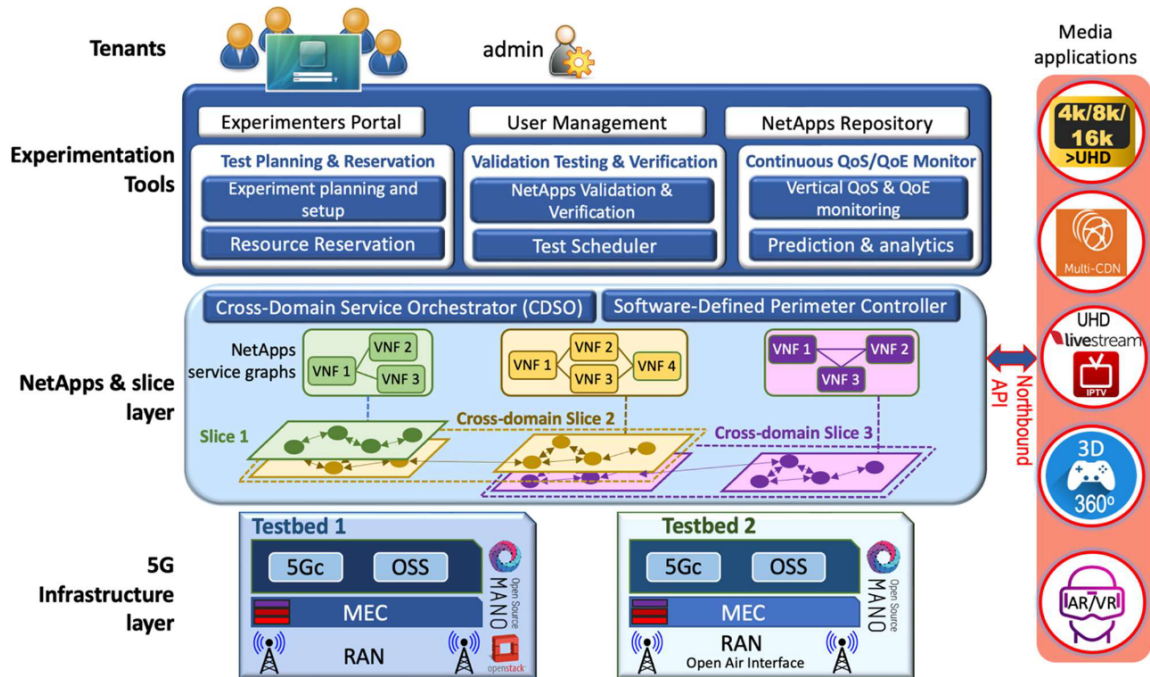 Tenants
admin
Media
applications
Experimentation
Tools
Experimenters Portal
User Management
NetApps Repository
Test Planning & Reservation
Experiment planning and
setup
Resource Reservation
Validation Testing & Verification
NetApps Validation &
Verification
Test Scheduler
Continuous QoS/QoE Monitor
Vertical QoS & QoE
monitoring
Prediction & analytics
NetApps & slice
layer
Cross-Domain Service Orchestrator (CDSO)
Software-Defined Perimeter Controller
NetApps
service graphs
VNF 1
VNF 2
VNF 3
VNF 1
VNF 2
VNF 3
VNF 4
VNF 1
VNF 2
VNF 3
Slice 1
Cross-domain Slice 2
Cross-domain Slice 3
Northbound
API
5G
Infrastructure
layer
Testbed 1
5Gc
OSS
MEC
RAN
Open Source
MANO
openstack
Testbed 2
5Gc
OSS
MEC
RAN
Open Air Interface
Open Source
MANO
4k/8k/
16k
>UHD
Multi-CDN
UHD
livestream
IPTV
3D
360º
AR/VR